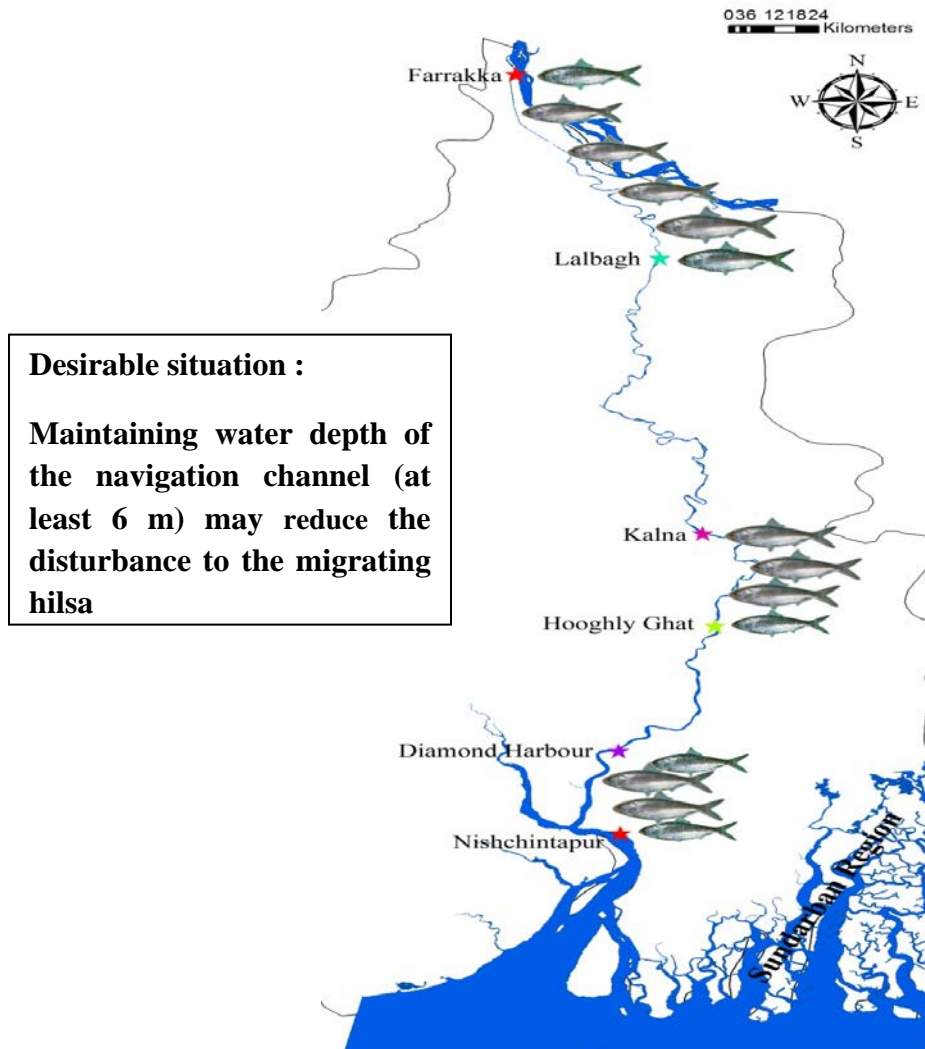 036 121824
Kilometers
N
W E
S
Farrakka
Lalbagh
Desirable situation :
Maintaining water depth of
the navigation channel (at
least 6 m) may reduce the
disturbance to the migrating
hilsa
Kalna
Hooghly Ghat
Diamond Harbour
Nishchintapur
Sundarban Region